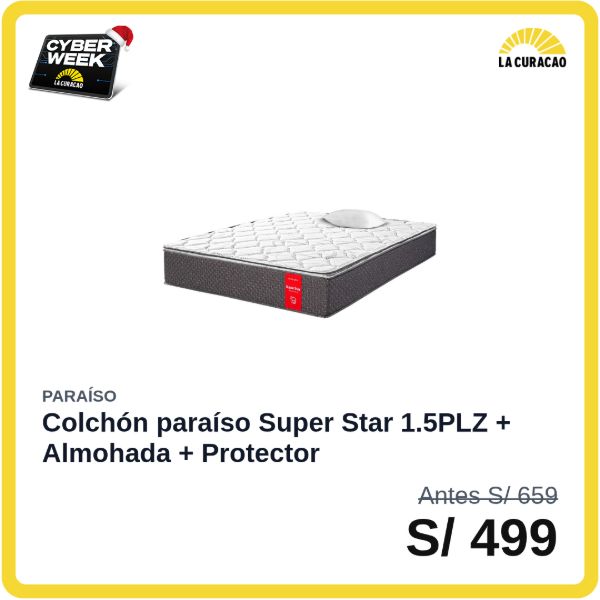 CYBER
WEEK
LA CURACAO
LA CURACAO
PARAÍSO
Colchón paraíso Super Star 1.5PLZ +
Almohada + Protector
Antes S/ 659
S/ 499